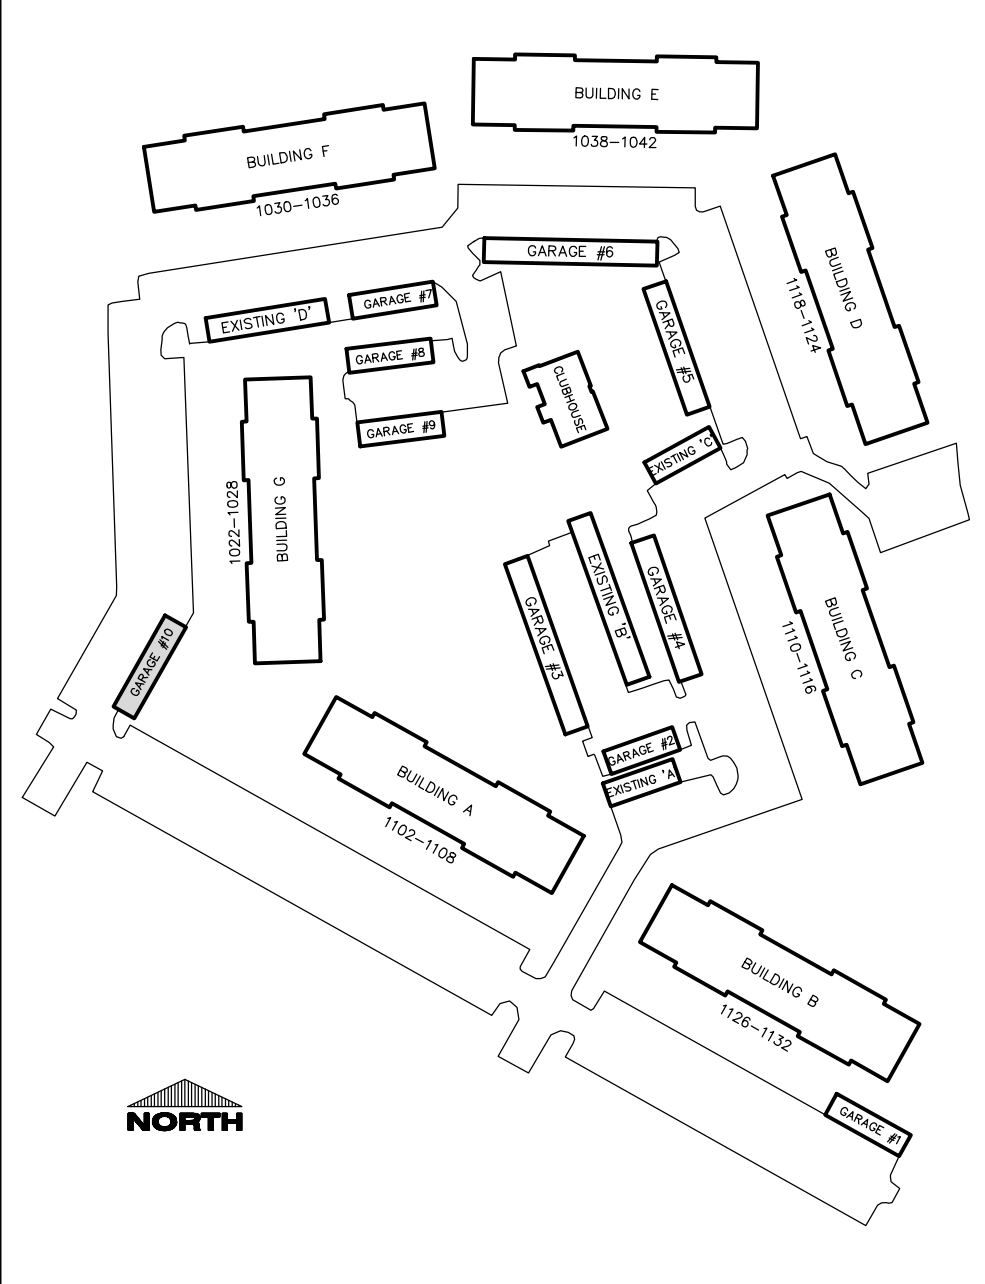 BUILDING E
1038-1042
BUILDING F
1030-1036
GARAGE #6
BUILDING D
1118-1124
GARAGE #7
EXISTING 'D'
GARAGE #8
GARAGE #5
CLUBHOUSE
GARAGE #9
EXISTING 'C'
BUILDING G
1022-1028
EXISTING 'B'
GARAGE #4
GARAGE #3
BUILDING C
1110-1116
GARAGE #10
GARAGE #2
EXISTING 'A
BUILDING A
1102-1108
BUILDING B
1126-1132
GARAGE #1
NORTH